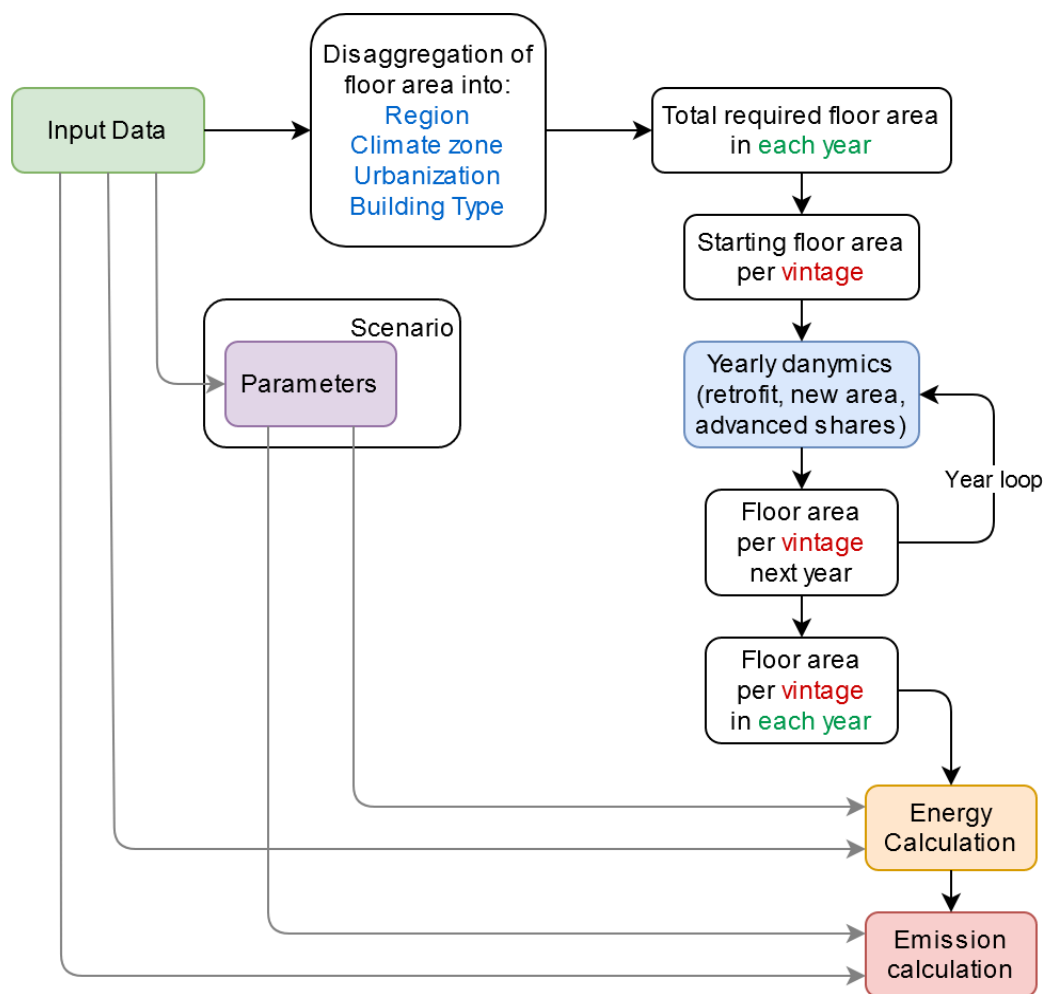 Input Data
Disaggregation of
floor area into:
Region
Climate zone
Urbanization
Building Type
Total required floor area
in each year
Starting floor area
per vintage
Scenario
Parameters
Yearly danymics
(retrofit, new area,
advanced shares)
Year loop
Floor area
per vintage
next year
Floor area
per vintage
in each year
Energy
Calculation
Emission
calculation